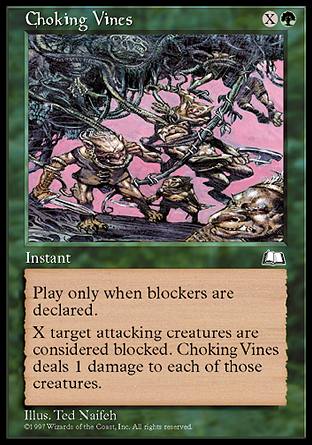 Choking Vines X
Instant
Play only when blockers are
declared.
X target attacking creatures are
considered blocked. Choking Vines
deals 1 damage to each of those
creatures.
Illus. Ted Naifeh
©1997 Wizards of the Coast, Inc. All rights reserved.